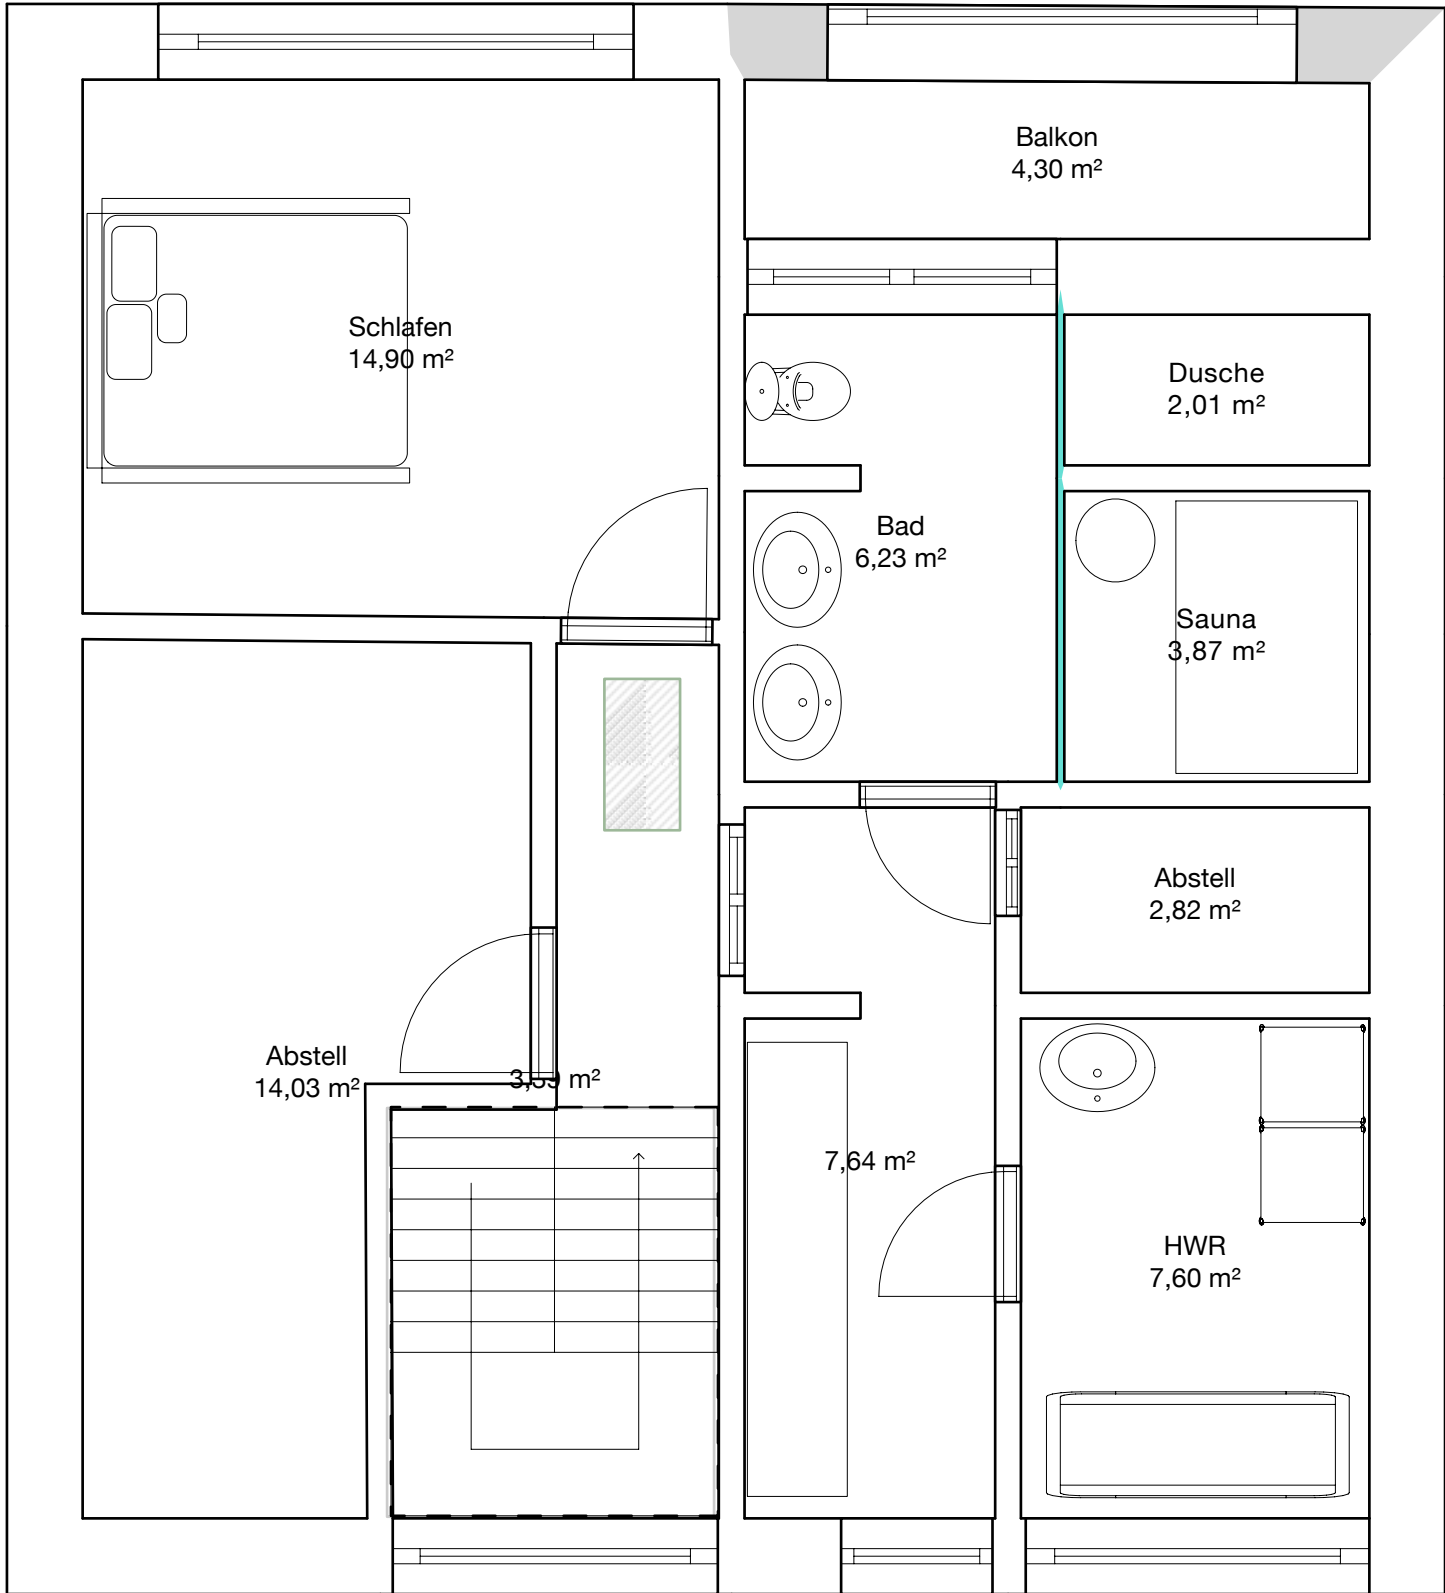 Balkon
4,30 m²
Schlafen
14,90 m²
Dusche
2,01 m²
Bad
6,23 m²
Sauna
3,87 m²
Abstell
2,82 m²
Abstell
14,03 m²
m²
7,64 m²
HWR
7,60 m²